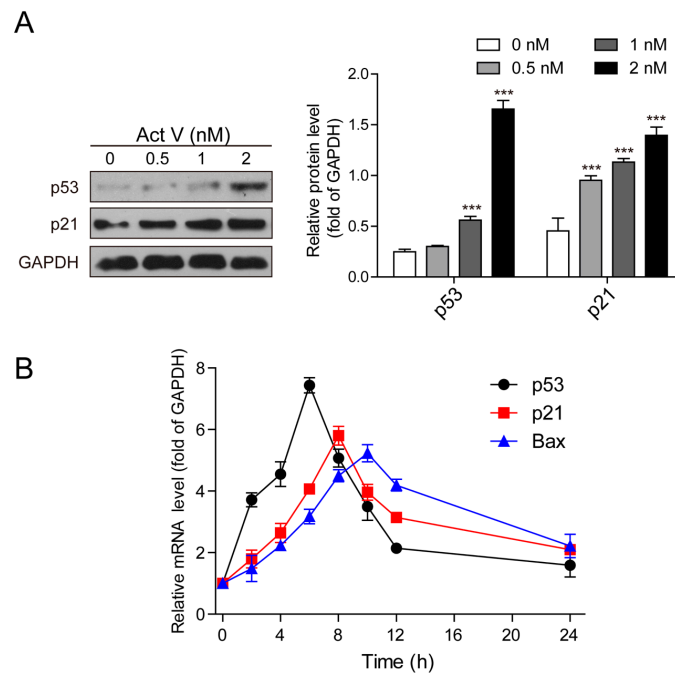 A
Act V (nM)
0 0.5 1 2
p53
p21
GAPDH
0 nM 1 nM
0.5 nM 2 nM
Relative protein level
(fold of GAPDH)
2.0
1.5
1.0
0.5
0.0
***
***
***
***
***
p53 p21
B
Relative mRNA level (fold of GAPDH)
8
6
4
2
0
p53
p21
Bax
0 4 8 12 16 20 24
Time (h)